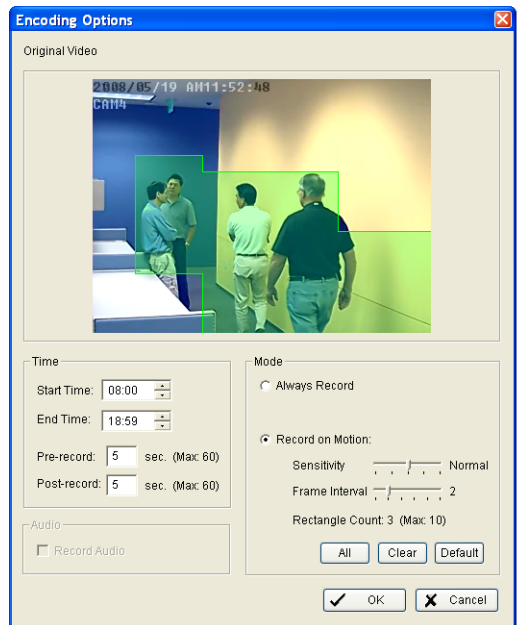 Encoding Options
Original Video
2008/05/19 AM11:52:48
CAM4
Time
Start Time: 08:00
End Time: 18:59
Pre-record: 5 sec. (Max: 60)
Post-record: 5 sec. (Max: 60)
Audio
Record Audio
Mode
Always Record
Record on Motion:
Sensitivity Normal
Frame Interval 2
Rectangle Count: 3 (Max: 10)
All Clear Default
OK Cancel